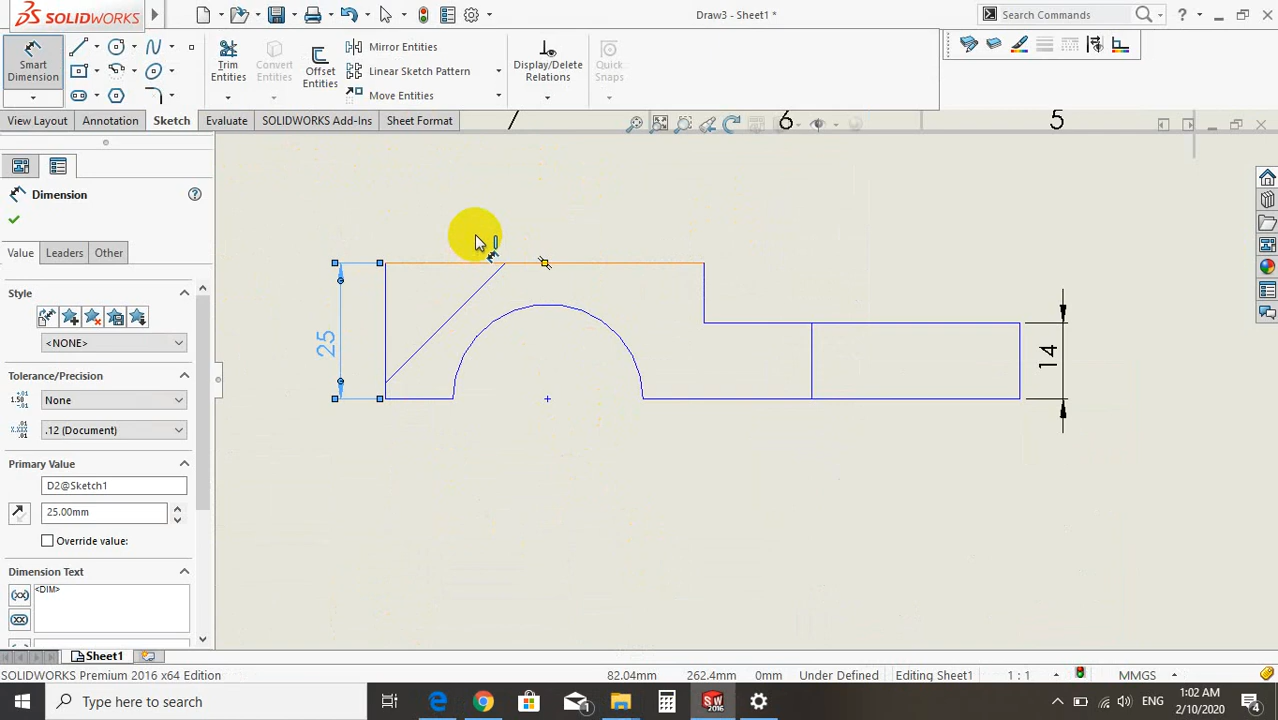 SOLIDWORKS
Draw3 - Sheet1 *
Search Commands
Smart Dimension
Trim Entities
Convert Entities
Offset Entities
Mirror Entities
Linear Sketch Pattern
Move Entities
Display/Delete Relations
Quick Snaps
View Layout
Annotation
Sketch
Evaluate
SOLIDWORKS Add-Ins
Sheet Format
7
6
5
Dimension
Value
Leaders
Other
Style
<NONE>
Tolerance/Precision
None
.12 (Document)
Primary Value
D2@Sketch1
25.00mm
Override value:
Dimension Text
<DIM>
25
14
Sheet1
SOLIDWORKS Premium 2016 x64 Edition
82.04mm
262.4mm
0mm
Under Defined
Editing Sheet1
1 : 1
MMGS
Type here to search
ENG
1:02 AM
2/10/2020